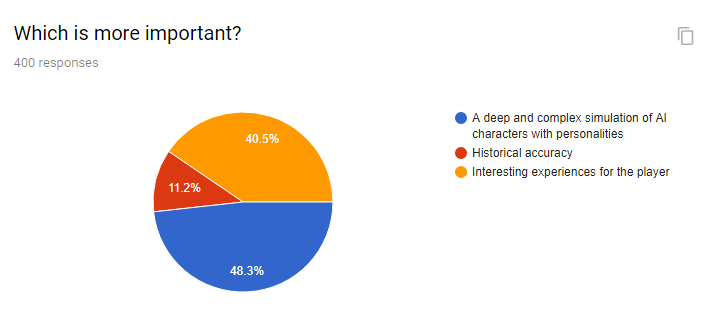 Which is more important?
400 responses
40.5%
11.2%
48.3%
A deep and complex simulation of AI
characters with personalities
Historical accuracy
Interesting experiences for the player